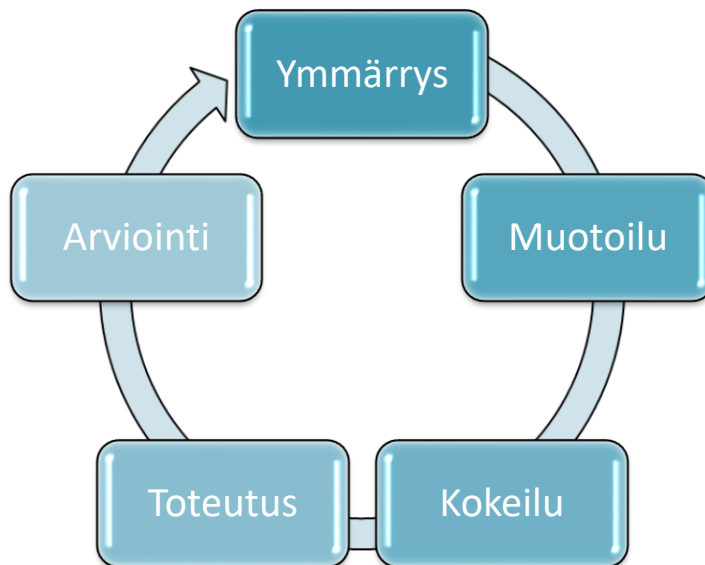 Ymmärrys
Muotoilu
Kokeilu
Toteutus
Arviointi